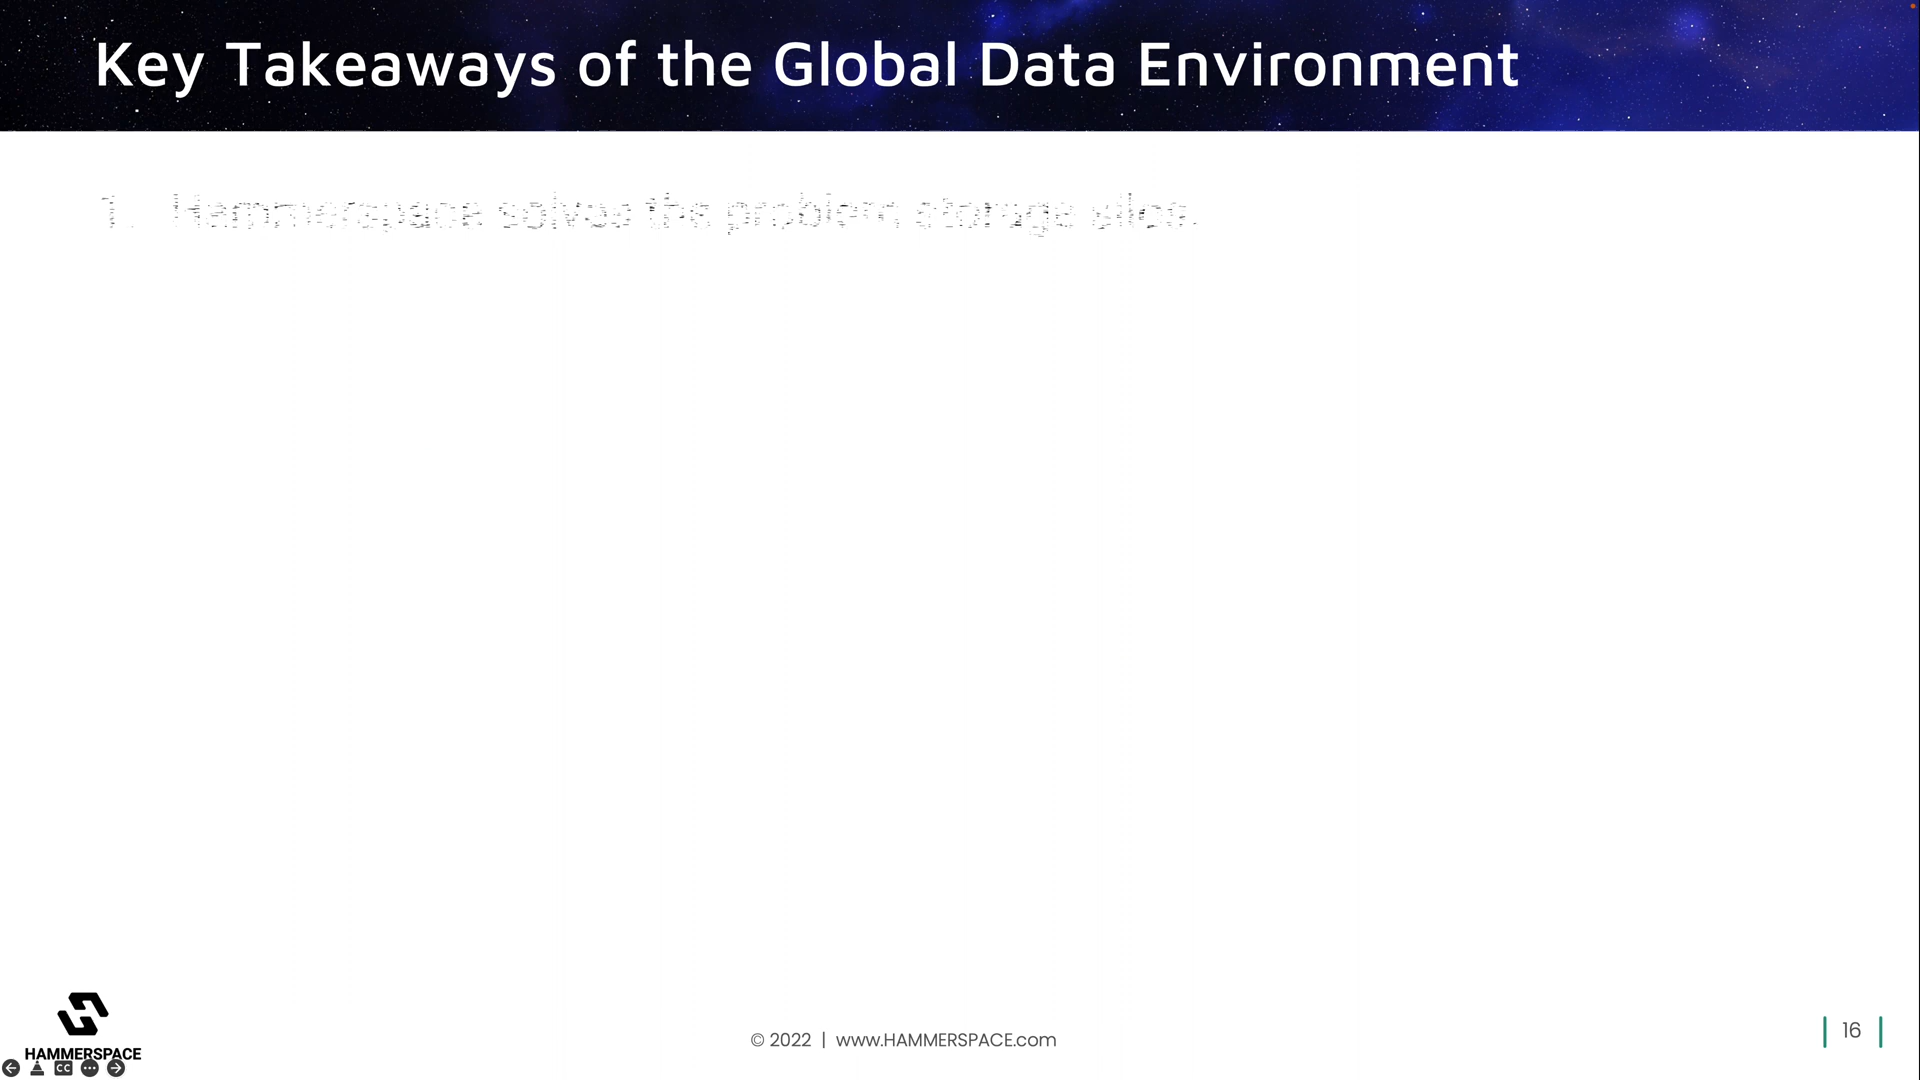 Key Takeaways of the Global Data Environment
1. Hammerspace solves the problem storage silos.
HAMMERSPACE
© 2022 | www.HAMMERSPACE.com
16
CC